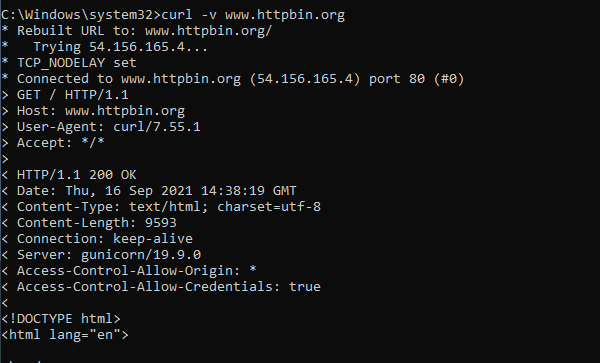 C:\Windows\system32>curl -v www.httpbin.org
* Rebuilt URL to: www.httpbin.org/
*   Trying 54.156.165.4...
* TCP_NODELAY set
* Connected to www.httpbin.org (54.156.165.4) port 80 (#0)
> GET / HTTP/1.1
> Host: www.httpbin.org
> User-Agent: curl/7.55.1
> Accept: */*
>
< HTTP/1.1 200 OK
< Date: Thu, 16 Sep 2021 14:38:19 GMT
< Content-Type: text/html; charset=utf-8
< Content-Length: 9593
< Connection: keep-alive
< Server: gunicorn/19.9.0
< Access-Control-Allow-Origin: *
< Access-Control-Allow-Credentials: true
<
<!DOCTYPE html>
<html lang="en">